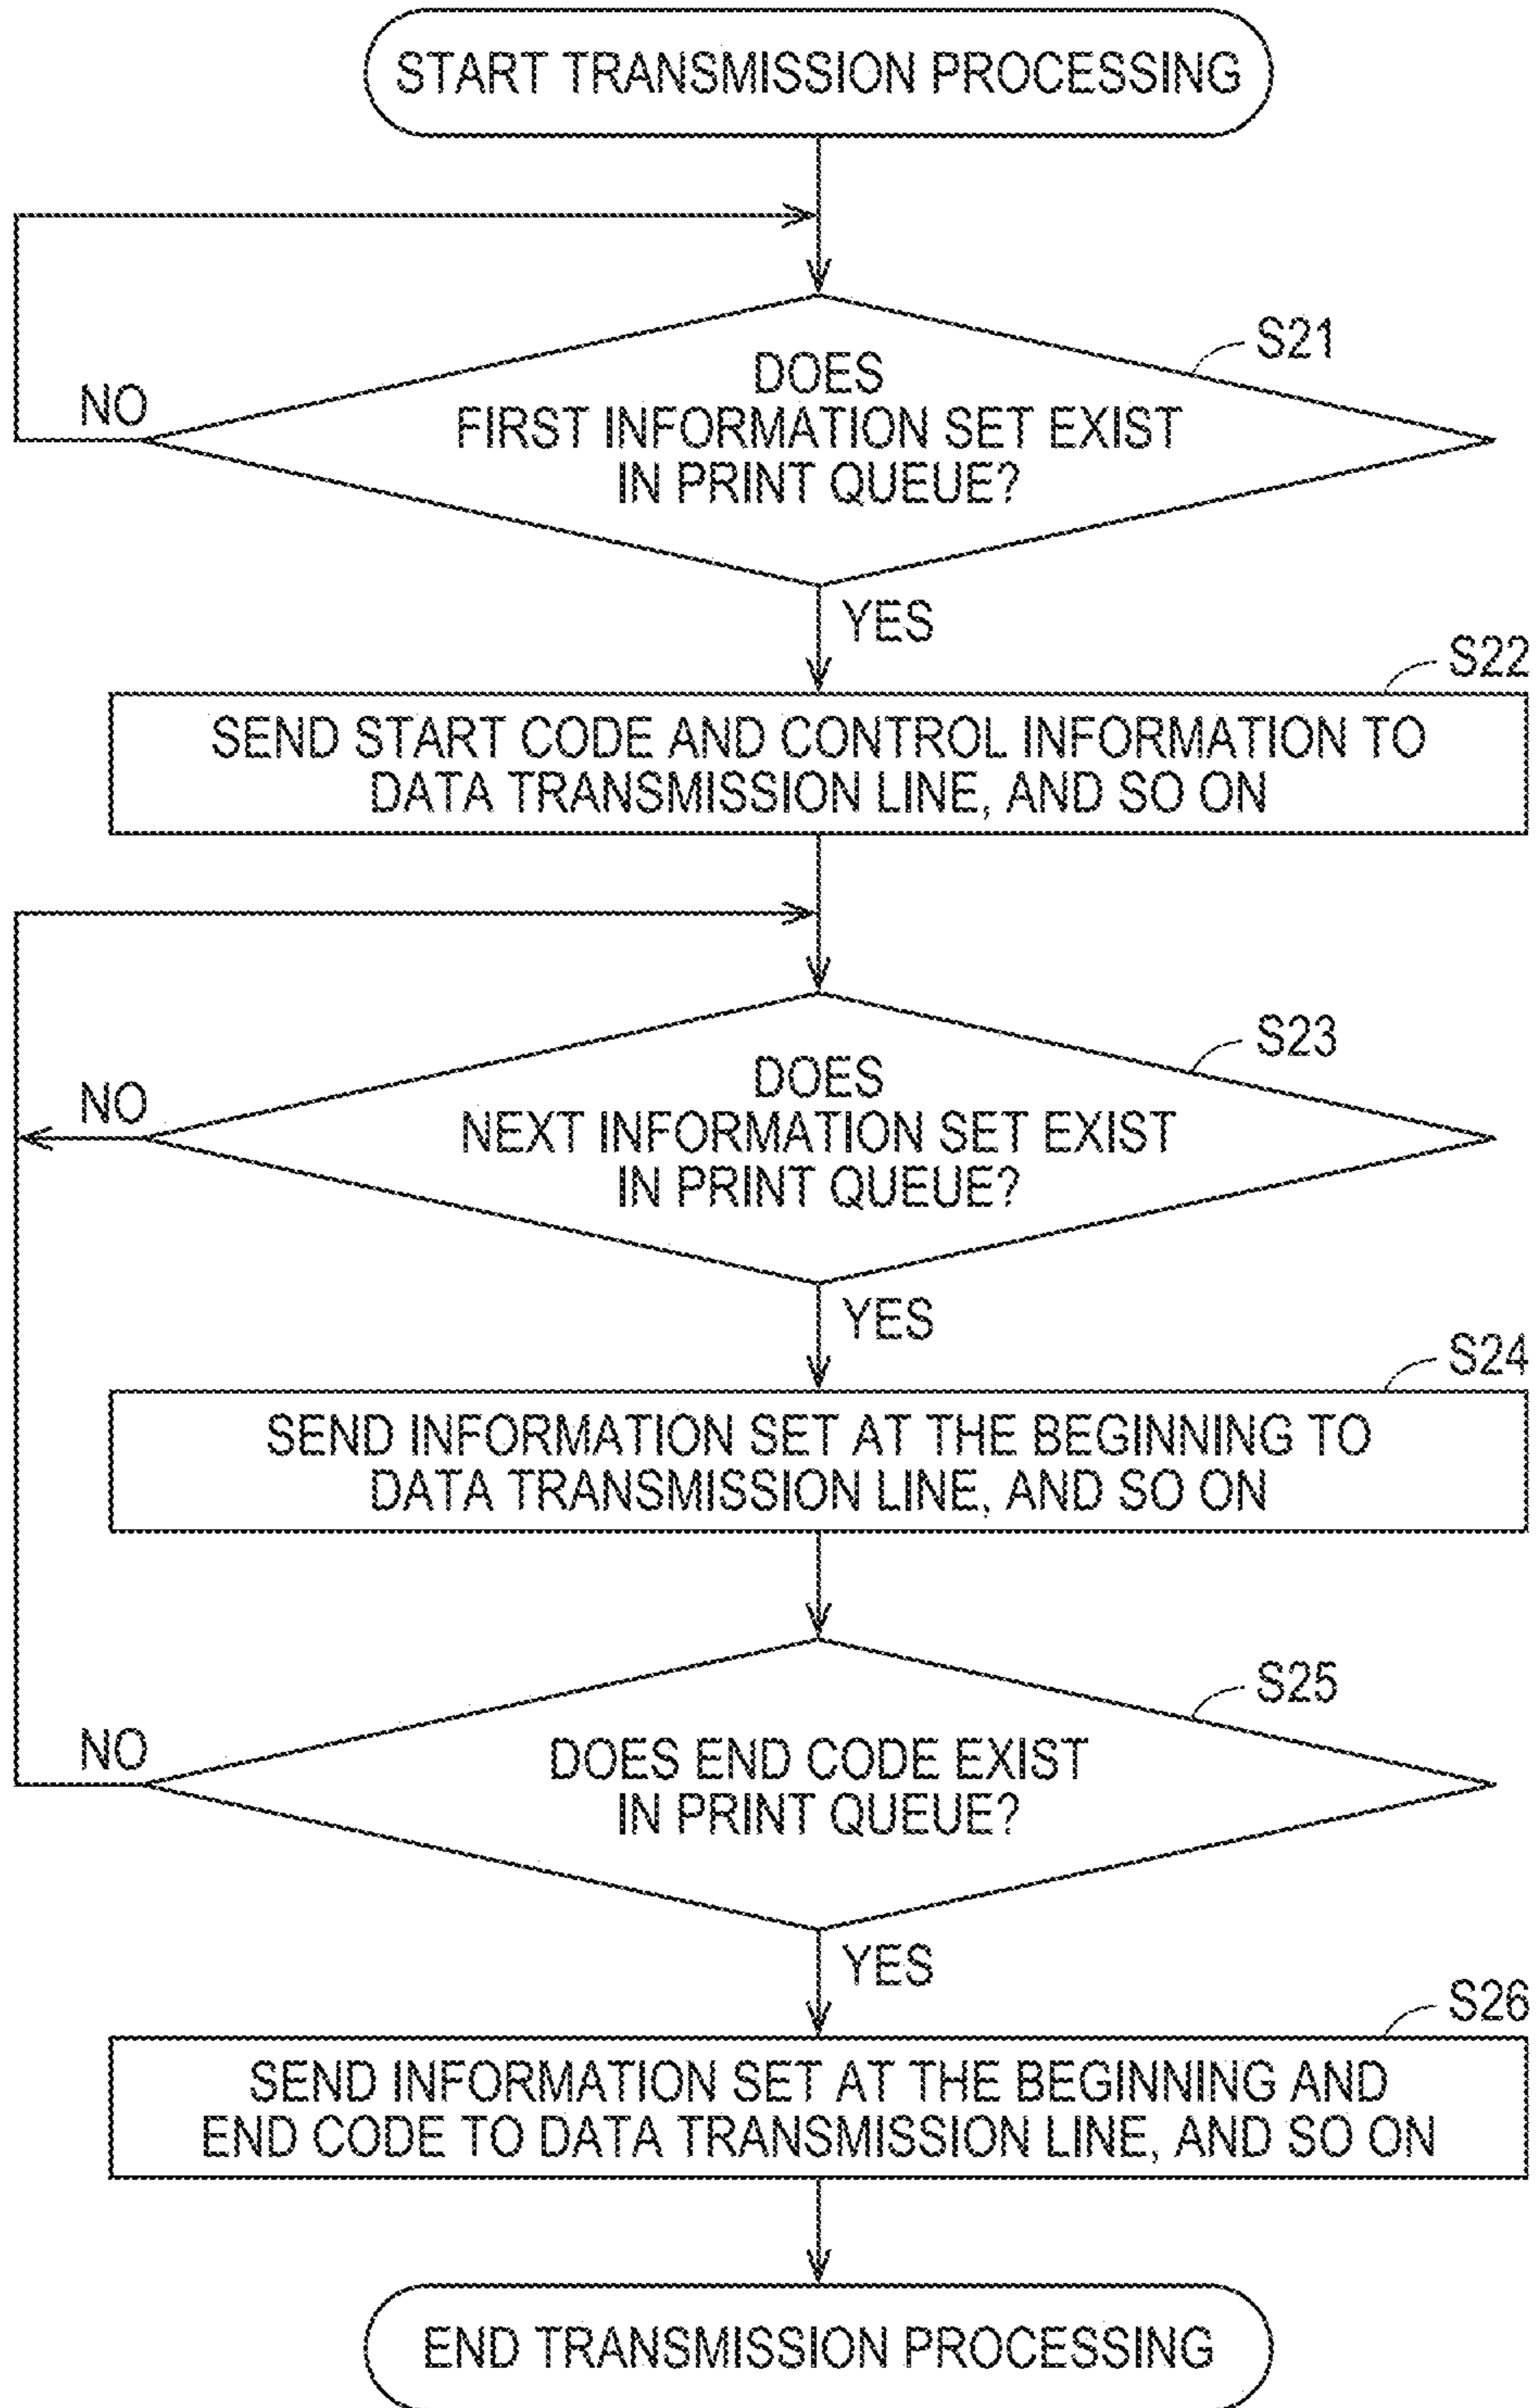 START TRANSMISSION PROCESSING
S21
DOES
FIRST INFORMATION SET EXIST
IN PRINT QUEUE?
NO
YES
S22
SEND START CODE AND CONTROL INFORMATION TO
DATA TRANSMISSION LINE, AND SO ON
S23
DOES
NEXT INFORMATION SET EXIST
IN PRINT QUEUE?
NO
YES
S24
SEND INFORMATION SET AT THE BEGINNING TO
DATA TRANSMISSION LINE, AND SO ON
S25
DOES END CODE EXIST
IN PRINT QUEUE?
NO
YES
S26
SEND INFORMATION SET AT THE BEGINNING AND
END CODE TO DATA TRANSMISSION LINE, AND SO ON
END TRANSMISSION PROCESSING